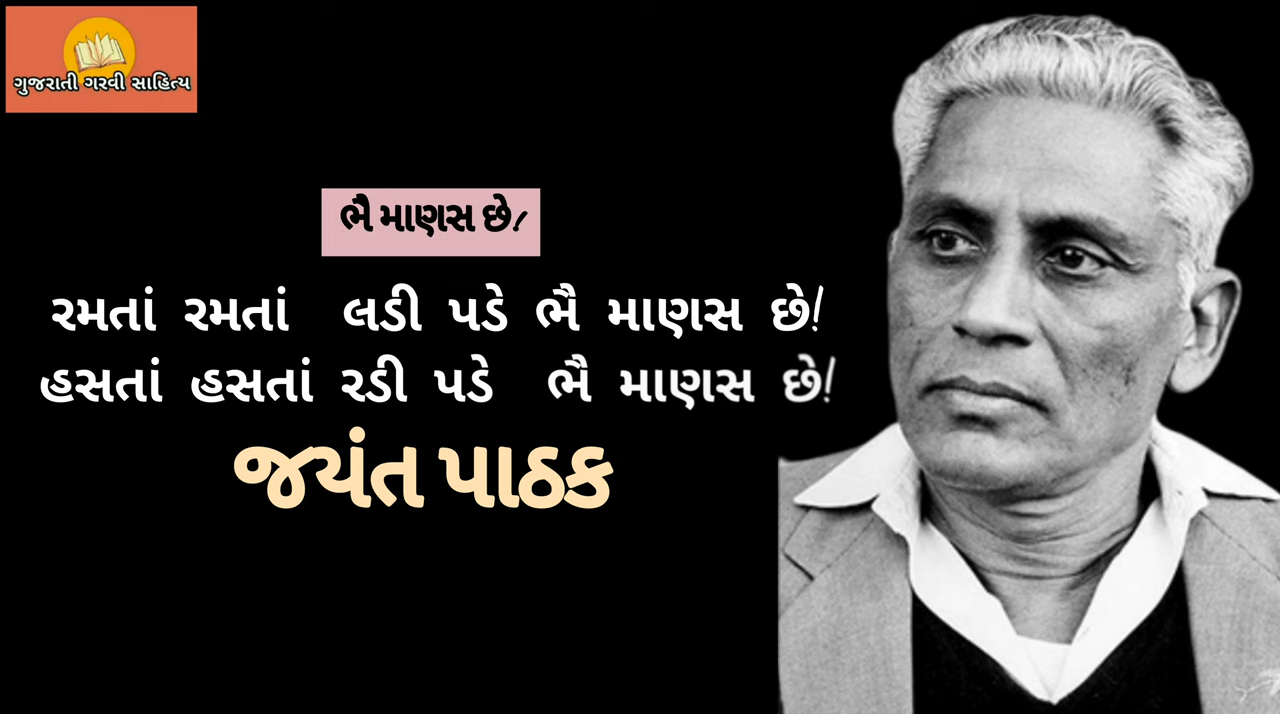 ગુજરાતી ગરવી સાહિત્ય
ભૈ માણસ છે!
રમતાં રમતાં લડી પડે ભૈ માણસ છે!
હસતાં હસતાં રડી પડે ભૈ માણસ છે!
જયંત પાઠક